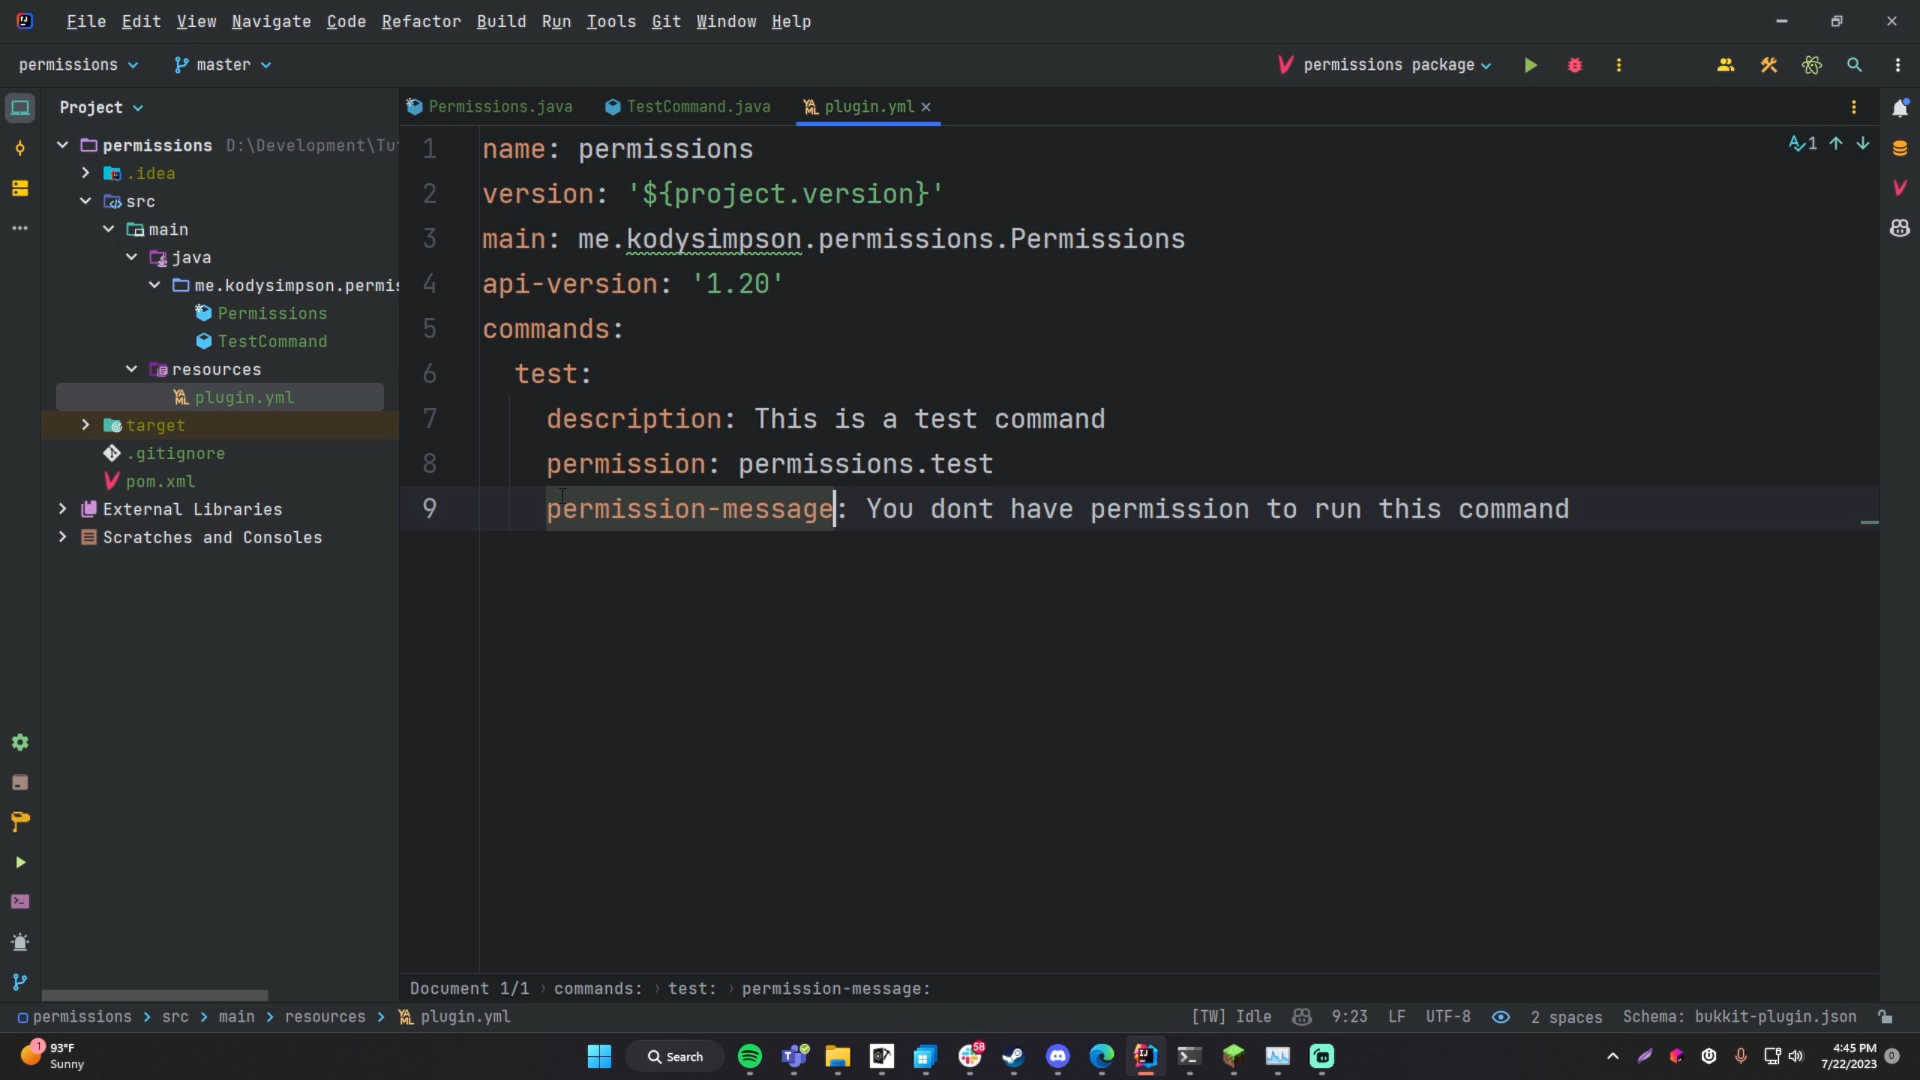 File Edit View Navigate Code Refactor Build Run Tools Git Window Help
permissions master permissions package
Project
Permissions.java TestCommand.java plugin.yml
permissions D:\Development\Tu
.idea
src
main
java
me.kodysimpson.permis
Permissions
TestCommand
resources
plugin.yml
target
.gitignore
pom.xml
External Libraries
Scratches and Consoles
1 name: permissions
2 version: '${project.version}'
3 main: me.kodysimpson.permissions.Permissions
4 api-version: '1.20'
5 commands:
6 test:
7 description: This is a test command
8 permission: permissions.test
9 permission-message: You dont have permission to run this command
1
Document 1/1 › commands: › test: › permission-message:
permissions > src > main > resources > plugin.yml
[TW] Idle 9:23 LF UTF-8 2 spaces Schema: bukkit-plugin.json
1
93°F
Sunny
Search
58
4:45 PM
7/22/2023
0